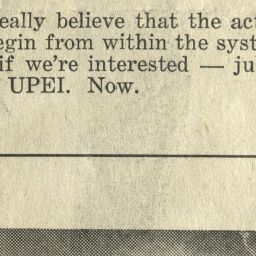 eally believe that the act
egin from within the syst
if we're interested — ju
UPEI. Now.